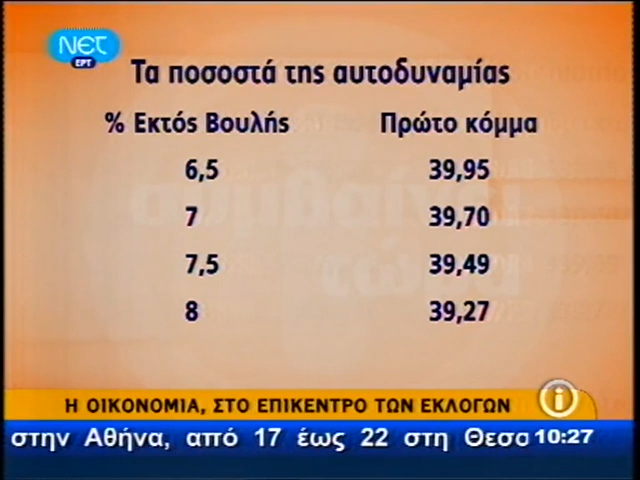 NET
ΕΡΤ
Τα ποσοστά της αυτοδυναμίας
% Εκτός Βουλής Πρώτο κόμμα
6,5 39,95
7 39,70
7,5 39,49
8 39,27
συμβαίνει
τώρα
Η ΟΙΚΟΝΟΜΙΑ, ΣΤΟ ΕΠΙΚΕΝΤΡΟ ΤΩΝ ΕΚΛΟΓΩΝ i
στην Αθήνα, από 17 έως 22 στη Θεσσ 10:27